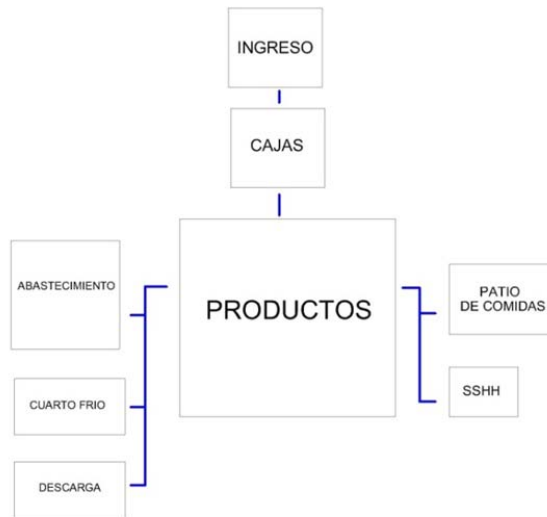 INGRESO
CAJAS
ABASTECIMIENTO
PRODUCTOS
PATIO
DE COMIDAS
CUARTO FRIO
SSHH
DESCARGA